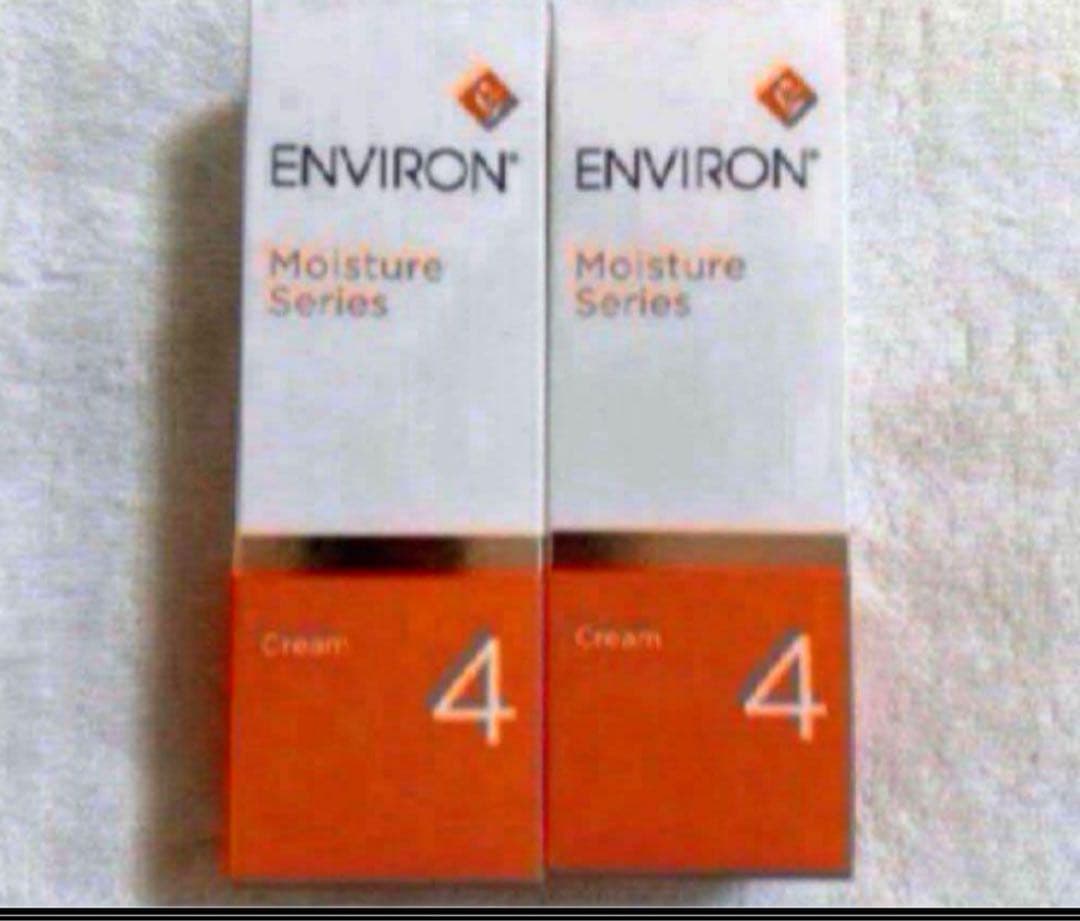 e
ENVIRON®
Moisture
Series
Cream
4
e
ENVIRON®
Moisture
Series
Cream
4